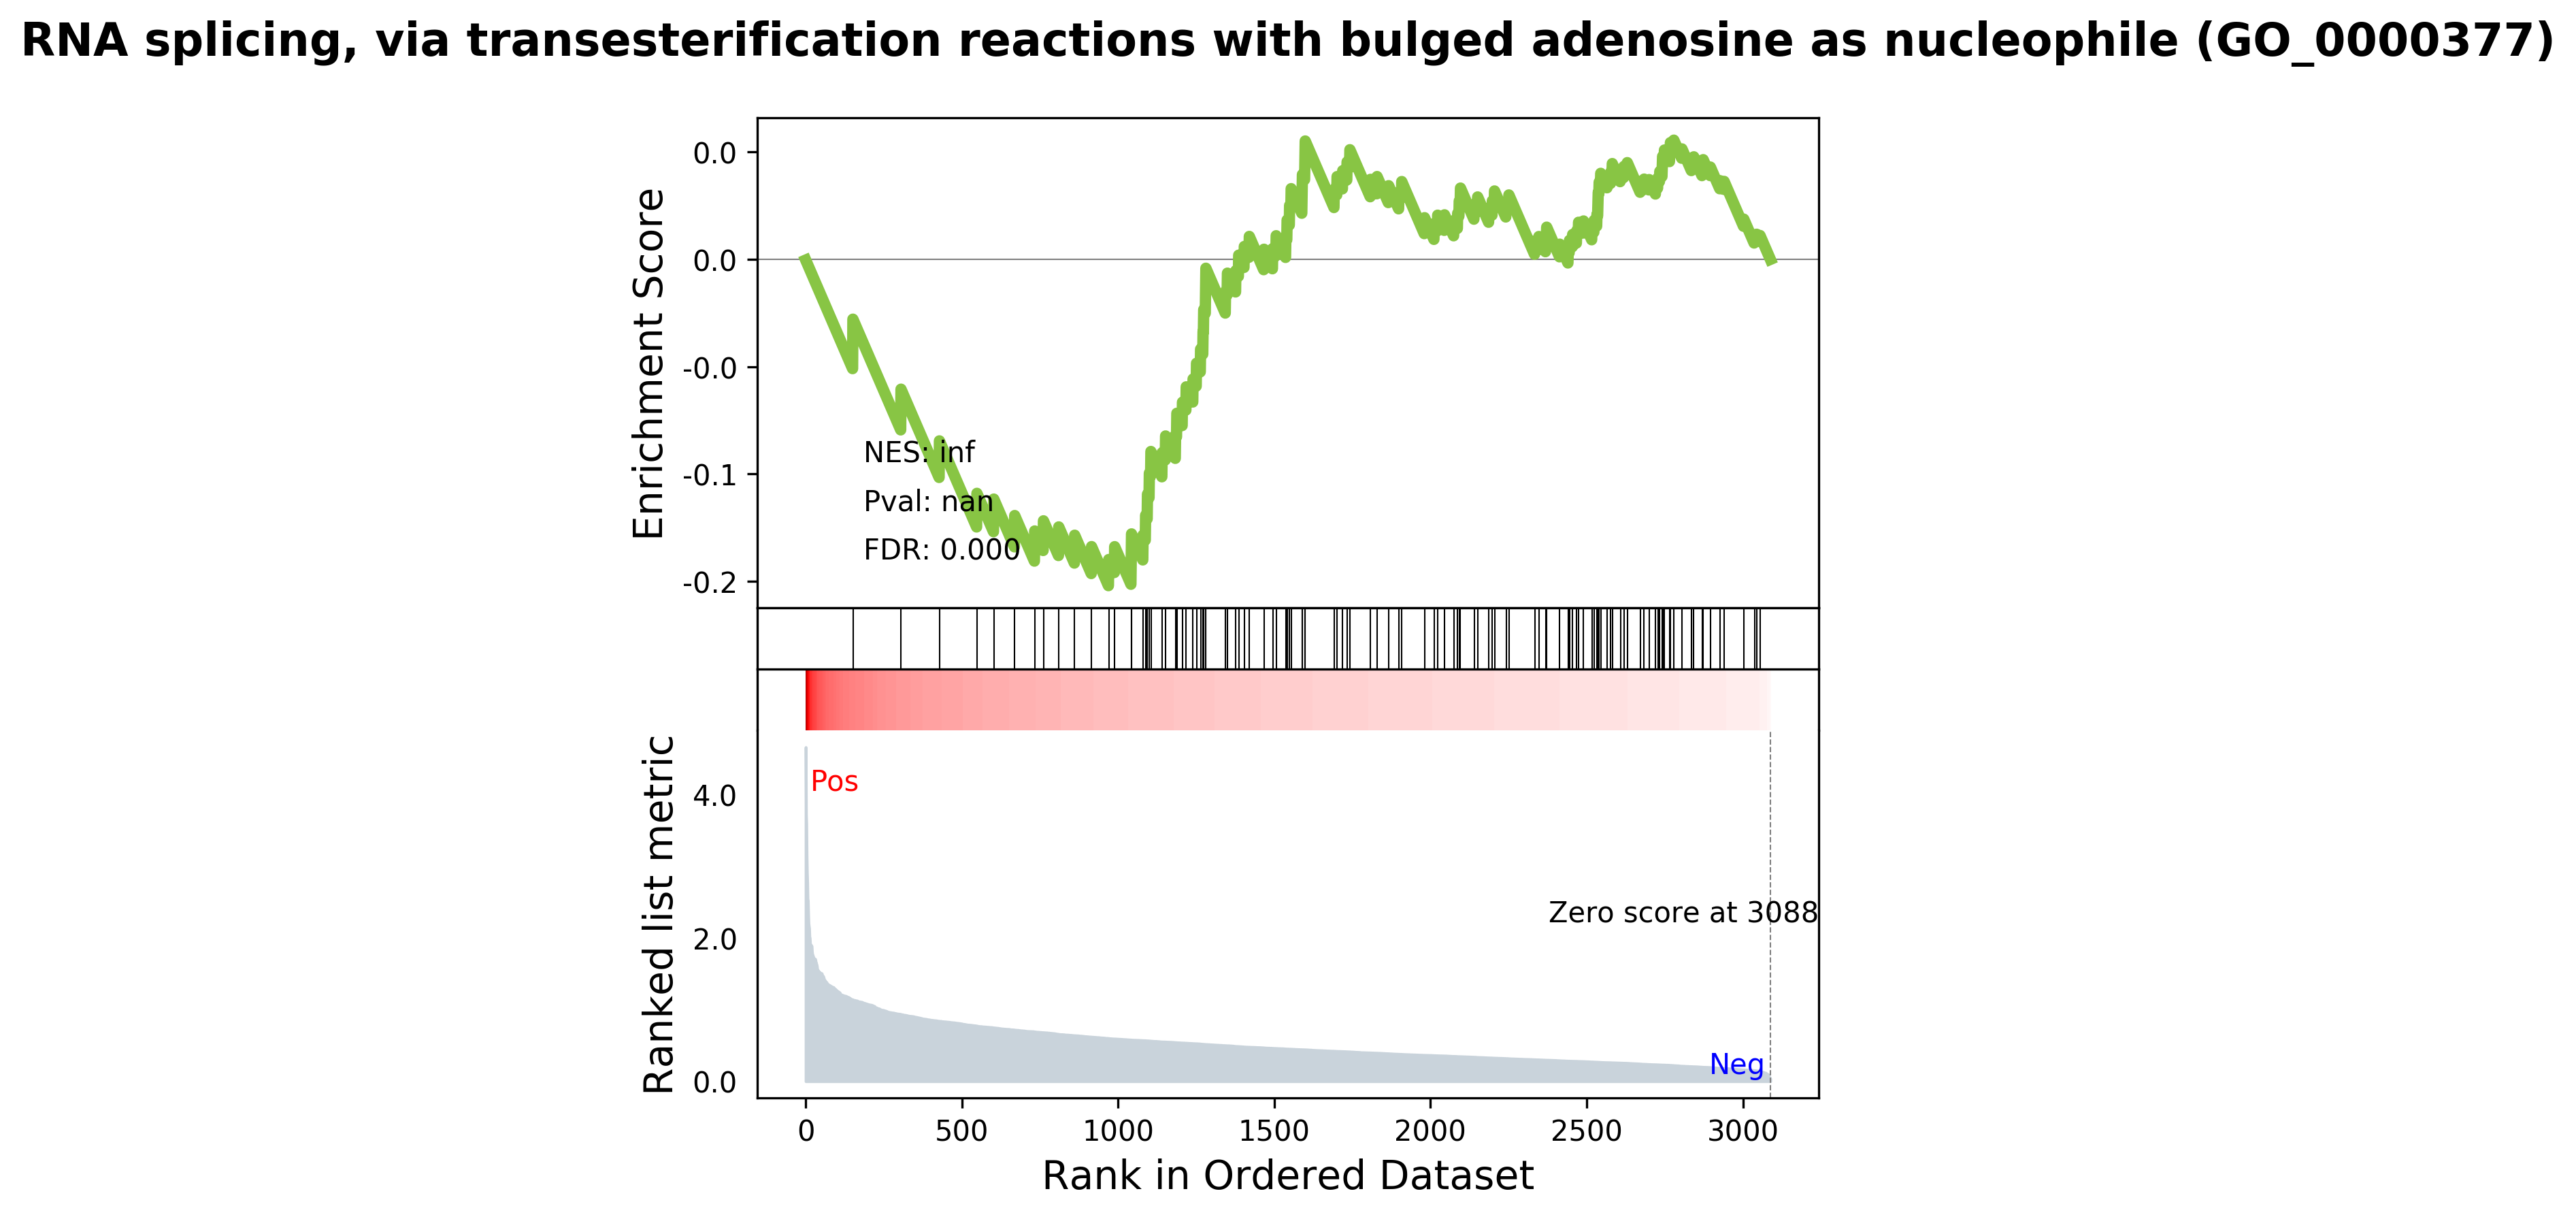 RNA splicing, via transesterification reactions with bulged adenosine as nucleophile (GO_0000377)
Enrichment Score
0.0
0.0
-0.0
-0.1
-0.2
NES: inf
Pval: nan
FDR: 0.000
Ranked list metric
4.0
2.0
0.0
Pos
Zero score at 3088
Neg
0 500 1000 1500 2000 2500 3000
Rank in Ordered Dataset